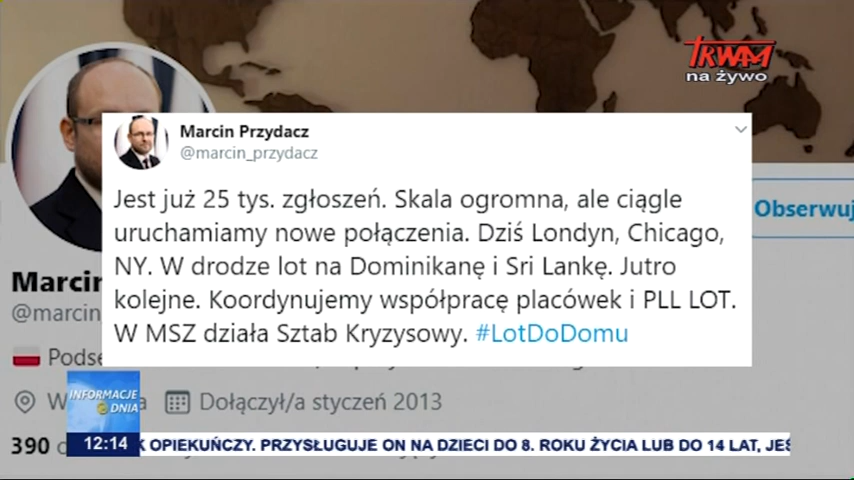 TRWAM
na żywo
Marcin Przydacz
@marcin_przydacz
Jest już 25 tys. zgłoszeń. Skala ogromna, ale ciągle
uruchamiamy nowe połączenia. Dziś Londyn, Chicago,
NY. W drodze lot na Dominikanę i Sri Lankę. Jutro
kolejne. Koordynujemy współpracę placówek i PLL LOT.
W MSZ działa Sztab Kryzysowy. #LotDoDomu
Obserwuj
Marcin
@marcin
Dołączył/a styczeń 2013
390
INFORMACJE
DNIA
12:14
K OPIEKUŃCZY. PRZYSŁUGUJE ON NA DZIECI DO 8. ROKU ŻYCIA LUB DO 14 LAT, JEŚ